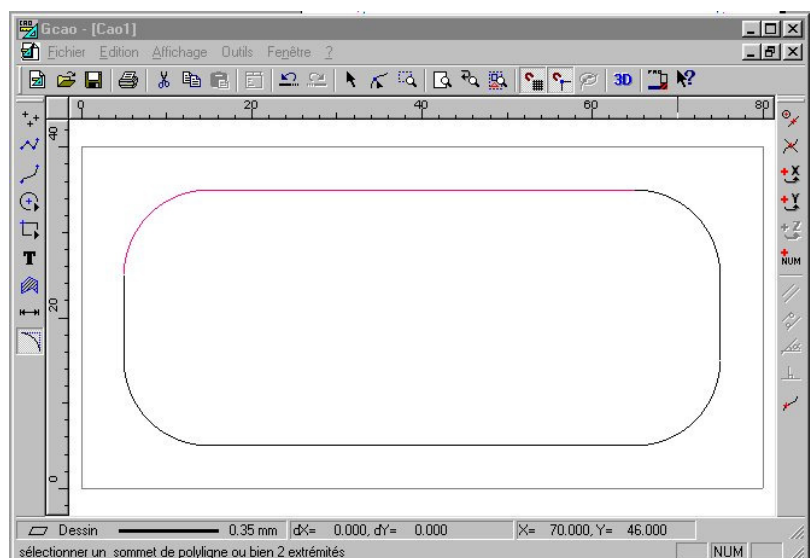 Gcao - [Cao1]
Fichier Edition Affichage Outils Fenêtre ?
3D
0 20 40 60 80
40
20
0
T
X
Y
Z
NUM
Dessin 0.35 mm dX= 0.000, dY= 0.000 X= 70.000, Y= 46.000
sélectionner un sommet de polyligne ou bien 2 extrémités NUM